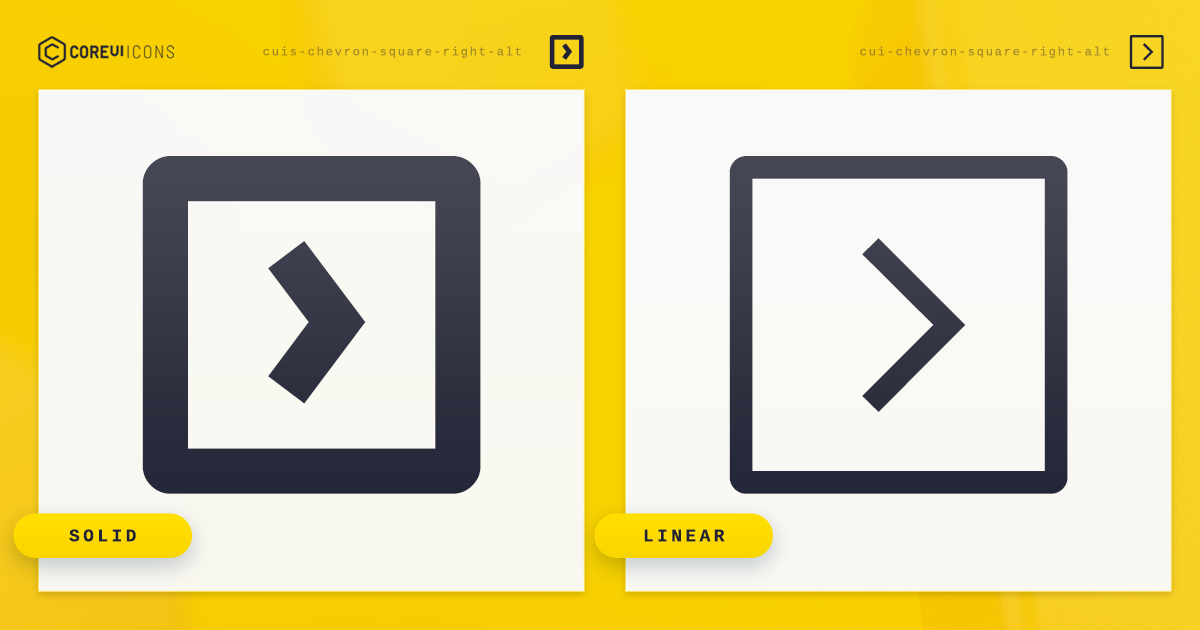 COREUI ICONS
cuis-chevron-square-right-alt
cui-chevron-square-right-alt
SOLID
LINEAR